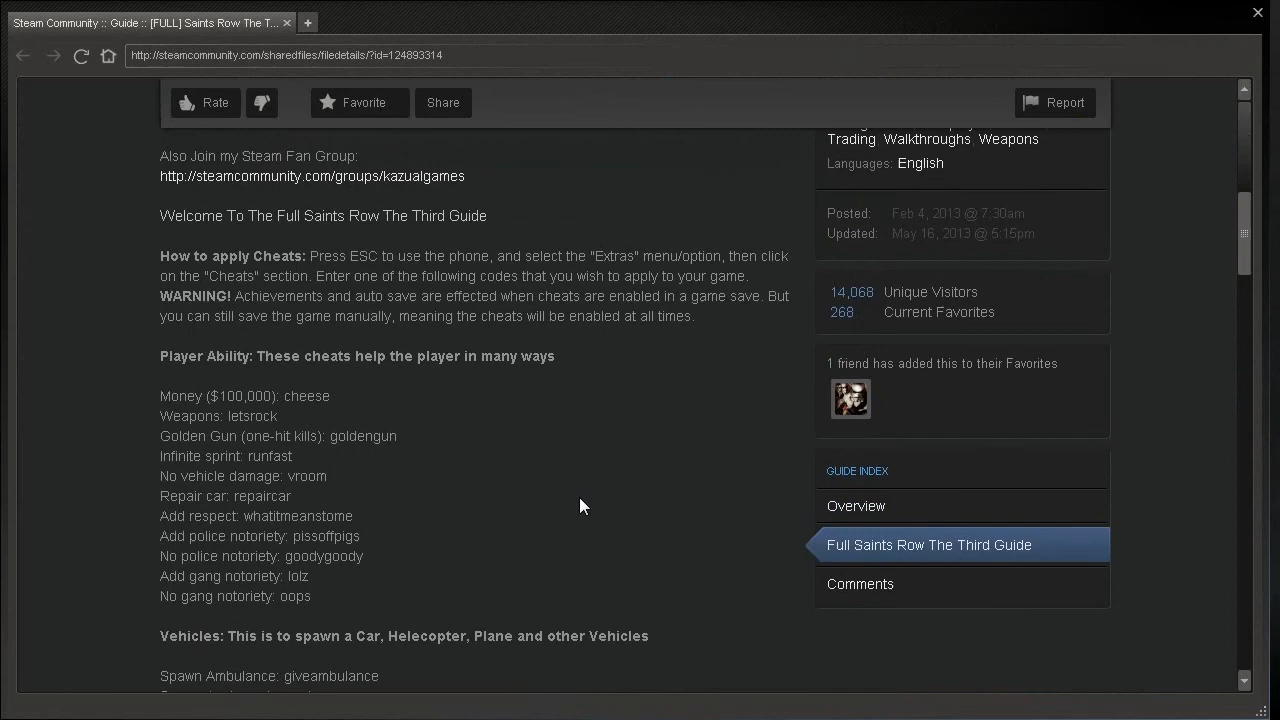 Steam Community :: Guide :: [FULL] Saints Row The T...
http://steamcommunity.com/sharedfiles/filedetails/?id=124893314
Rate
Favorite
Share
Report
Also Join my Steam Fan Group:
http://steamcommunity.com/groups/kazualgames
Welcome To The Full Saints Row The Third Guide
How to apply Cheats: Press ESC to use the phone, and select the "Extras" menu/option, then click
on the "Cheats" section. Enter one of the following codes that you wish to apply to your game.
WARNING! Achievements and auto save are effected when cheats are enabled in a game save. But
you can still save the game manually, meaning the cheats will be enabled at all times.
Player Ability: These cheats help the player in many ways
Money ($100,000): cheese
Weapons: letsrock
Golden Gun (one-hit kills): goldengun
Infinite sprint: runfast
No vehicle damage: vroom
Repair car: repaircar
Add respect: whatitmeanstome
Add police notoriety: pissoffpigs
No police notoriety: goodygoody
Add gang notoriety: lolz
No gang notoriety: oops
Vehicles: This is to spawn a Car, Helecopter, Plane and other Vehicles
Spawn Ambulance: giveambulance
Trading, Walkthroughs, Weapons
Languages: English
Posted: Feb 4, 2013 @ 7:30am
Updated: May 16, 2013 @ 5:15pm
14,068 Unique Visitors
268 Current Favorites
1 friend has added this to their Favorites
GUIDE INDEX
Overview
Full Saints Row The Third Guide
Comments